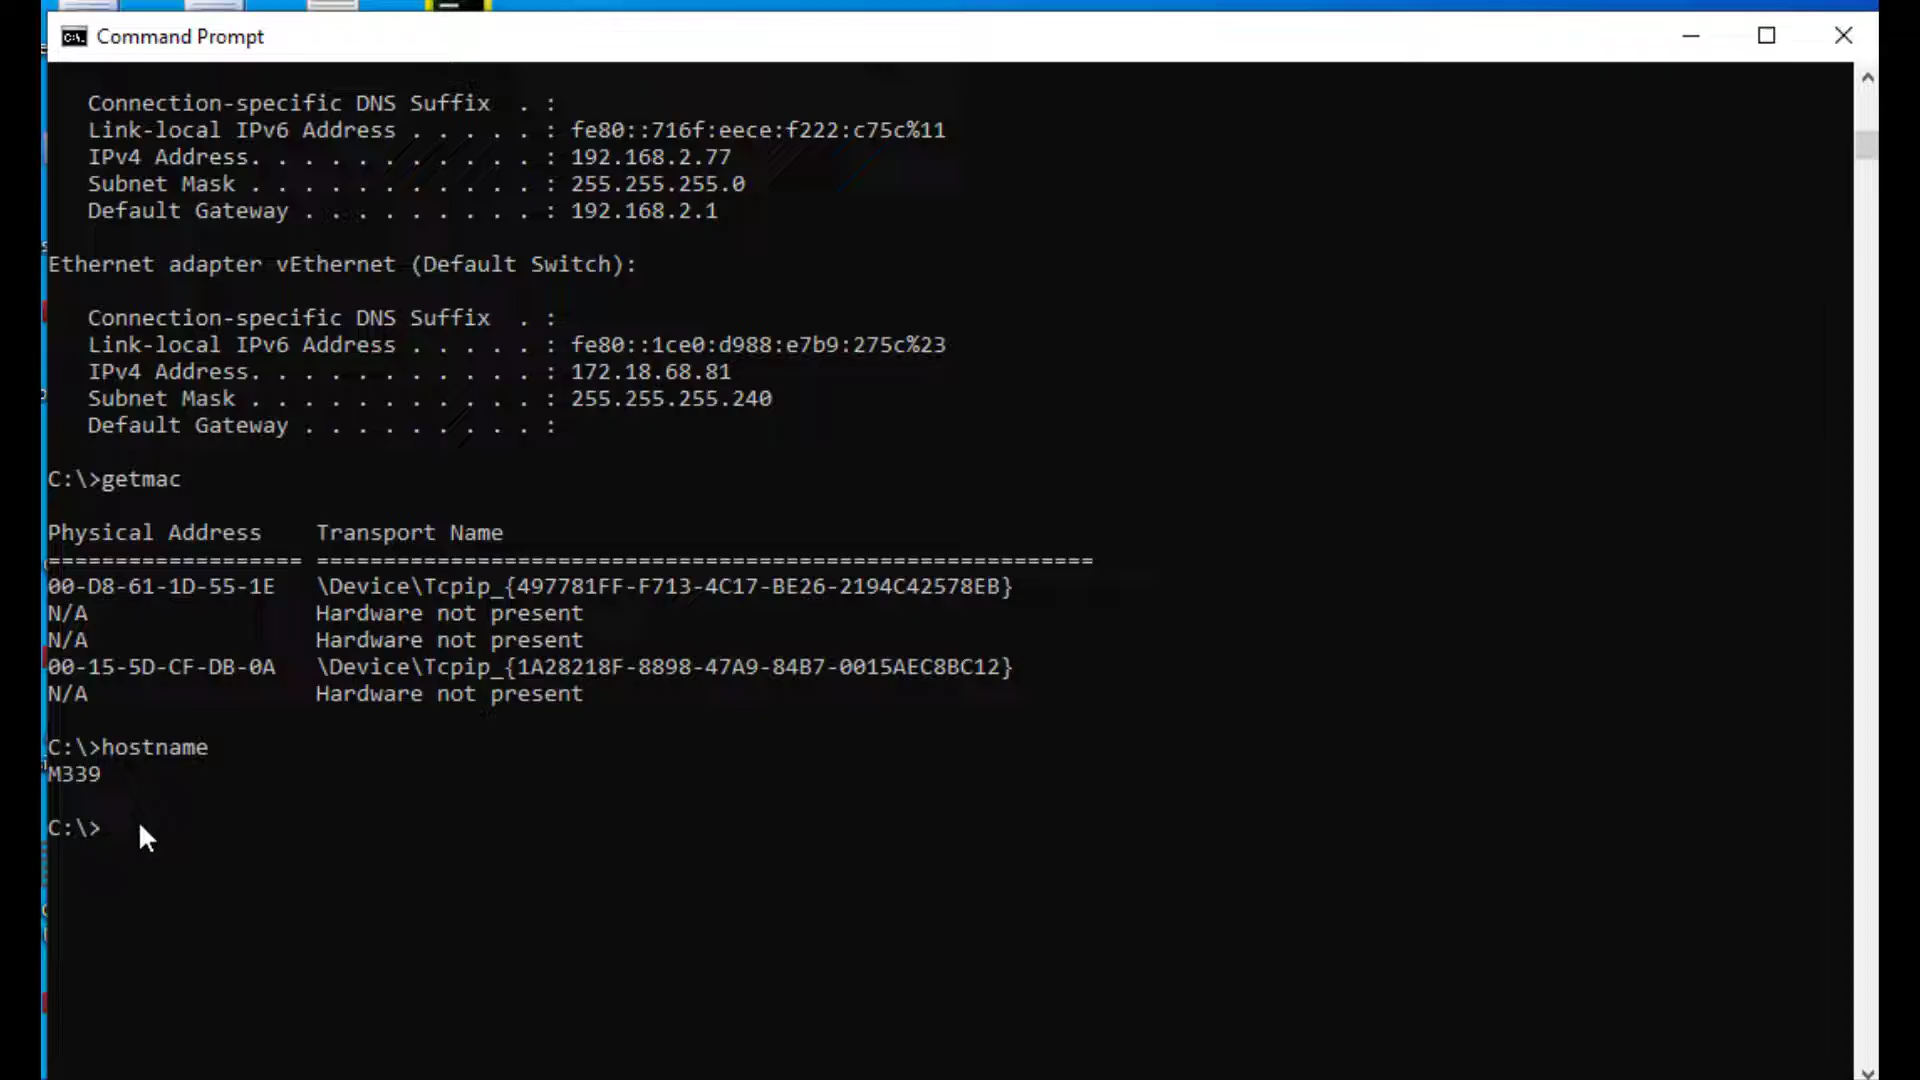 Command Prompt
Connection-specific DNS Suffix  . :
Link-local IPv6 Address . . . . . : fe80::716f:eece:f222:c75c%11
IPv4 Address. . . . . . . . . . . : 192.168.2.77
Subnet Mask . . . . . . . . . . . : 255.255.255.0
Default Gateway . . . . . . . . . : 192.168.2.1
Ethernet adapter vEthernet (Default Switch):
Connection-specific DNS Suffix  . :
Link-local IPv6 Address . . . . . : fe80::1ce0:d988:e7b9:275c%23
IPv4 Address. . . . . . . . . . . : 172.18.68.81
Subnet Mask . . . . . . . . . . . : 255.255.255.240
Default Gateway . . . . . . . . . :
C:\>getmac
Physical Address    Transport Name
=================== ==========================================================
00-D8-61-1D-55-1E   \Device\Tcpip_{497781FF-F713-4C17-BE26-2194C42578EB}
N/A                 Hardware not present
N/A                 Hardware not present
00-15-5D-CF-DB-0A   \Device\Tcpip_{1A28218F-8898-47A9-84B7-0015AEC8BC12}
N/A                 Hardware not present
C:\>hostname
M339
C:\>